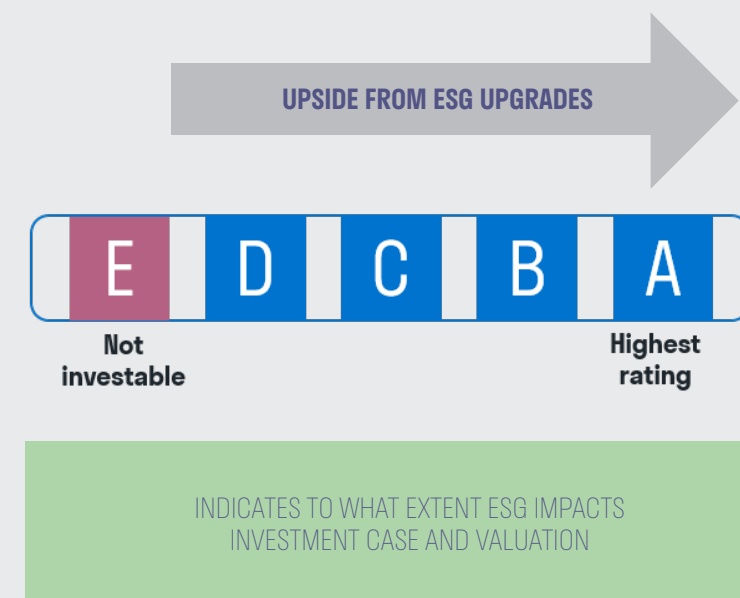 UPSIDE FROM ESG UPGRADES
E D C B A
Not investable
Highest rating
INDICATES TO WHAT EXTENT ESG IMPACTS
INVESTMENT CASE AND VALUATION